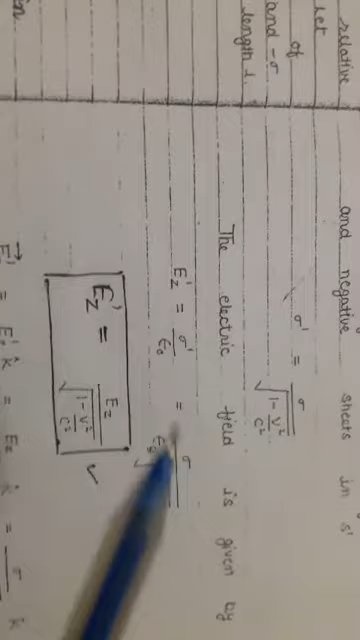 relative and negative sheets in s'
Let
of σ' = σ / √(1 - v²/c²)
and -σ
length l. The electric field is given by
E'z = σ'/ε₀ = σ
E'z = Ez / √(1 - v²/c²) ✓
E' = E'z k̂ = Ez k̂ = σ k̂